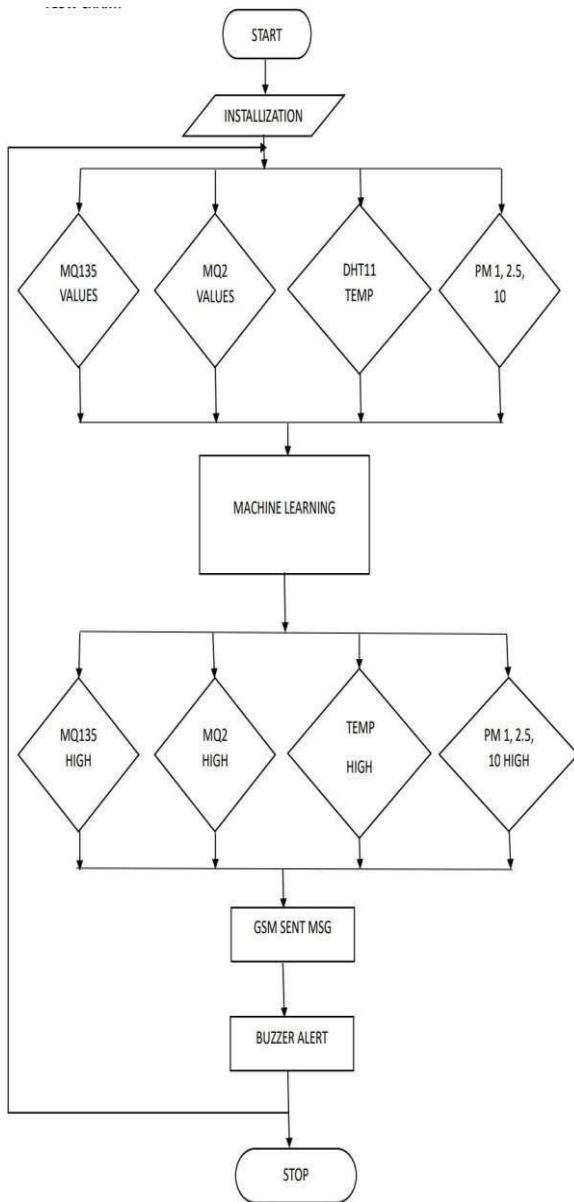 START
INSTALLIZATION
MQ135
VALUES
MQ2
VALUES
DHT11
TEMP
PM 1, 2.5,
10
MACHINE LEARNING
MQ135
HIGH
MQ2
HIGH
TEMP
HIGH
PM 1, 2.5,
10 HIGH
GSM SENT MSG
BUZZER ALERT
STOP